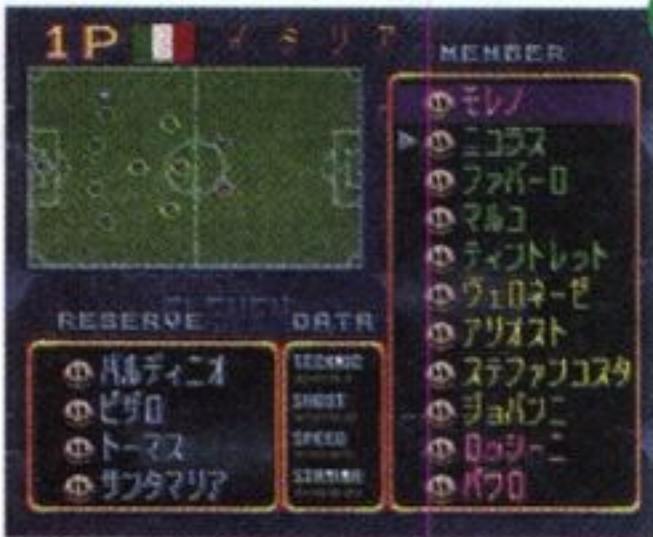 1P イタリア
MEMBER
モレノ
ニコラス
ファバーロ
マルコ
ティントレット
ヴェロネーゼ
アリオスト
ステファンコスタ
ジョバンニ
ロッシーニ
パウロ
RESERVE
バルディニオ
ピサロ
トーマス
サンタマリア
DATA
SHOOT
SPEED
STAMINA